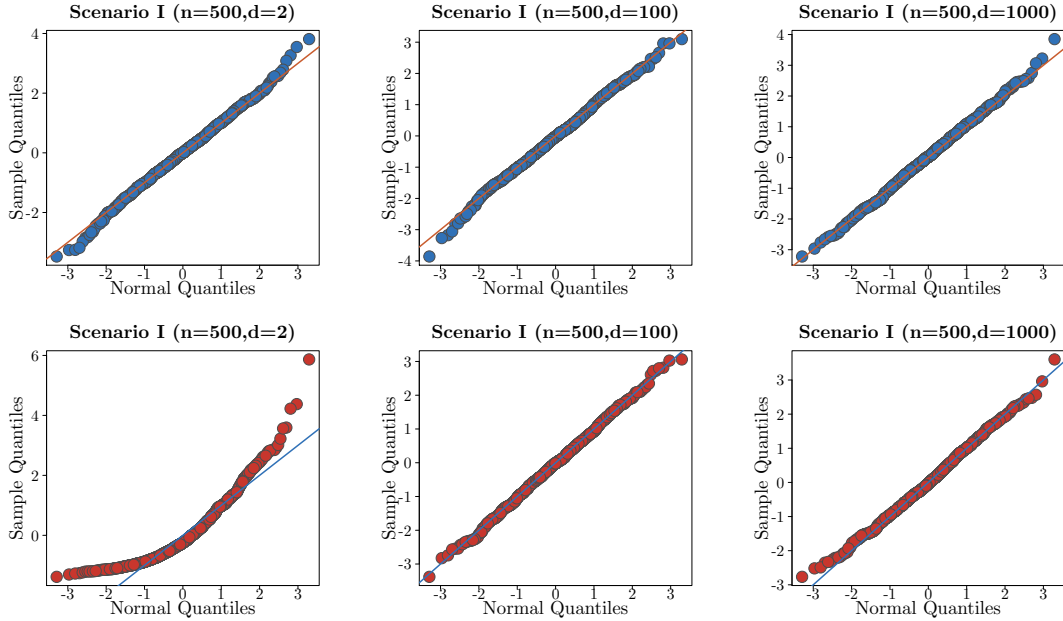 Scenario I (n=500,d=2)
Sample Quantiles
4
2
0
-2
-3 -2 -1 0 1 2 3
Normal Quantiles
Scenario I (n=500,d=100)
Sample Quantiles
3
2
1
0
-1
-2
-3
-4
-3 -2 -1 0 1 2 3
Normal Quantiles
Scenario I (n=500,d=1000)
Sample Quantiles
4
3
2
1
0
-1
-2
-3
-3 -2 -1 0 1 2 3
Normal Quantiles
Scenario I (n=500,d=2)
Sample Quantiles
6
4
2
0
-3 -2 -1 0 1 2 3
Normal Quantiles
Scenario I (n=500,d=100)
Sample Quantiles
3
2
1
0
-1
-2
-3
-3 -2 -1 0 1 2 3
Normal Quantiles
Scenario I (n=500,d=1000)
Sample Quantiles
3
2
1
0
-1
-2
-3
-3 -2 -1 0 1 2 3
Normal Quantiles